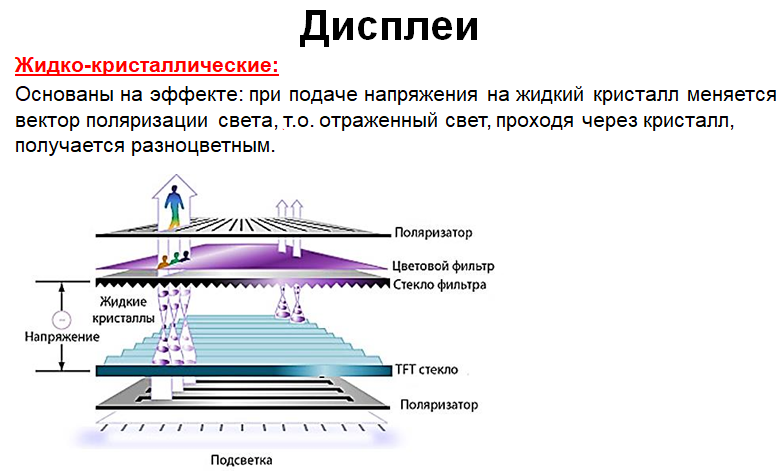 Дисплеи
Жидко-кристаллические:
Основаны на эффекте: при подаче напряжения на жидкий кристалл меняется
вектор поляризации света, т.о. отраженный свет, проходя через кристалл,
получается разноцветным.
Поляризатор
Цветовой фильтр
Стекло фильтра
Жидкие
кристаллы
Напряжение
TFT стекло
Поляризатор
Подсветка